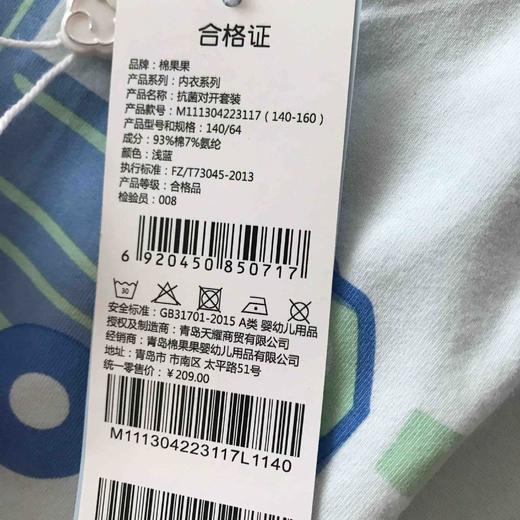 合格证
品牌：棉果果
产品系列：内衣系列
产品名称：抗菌对开套装
产品款号：M111304223117（140-160）
产品型号和规格：140/64
成分：93%棉7%氨纶
颜色：浅蓝
执行标准：FZ/T73045-2013
产品等级：合格品
检验员：008
6 920450 850717
30
安全标准：GB31701-2015 A类 婴幼儿用品
授权及制造商：青岛天耀商贸有限公司
经销商：青岛棉果果婴幼儿用品有限公司
地址：青岛市 市南区 太平路51号
统一零售价：￥209.00
M111304223117L1140